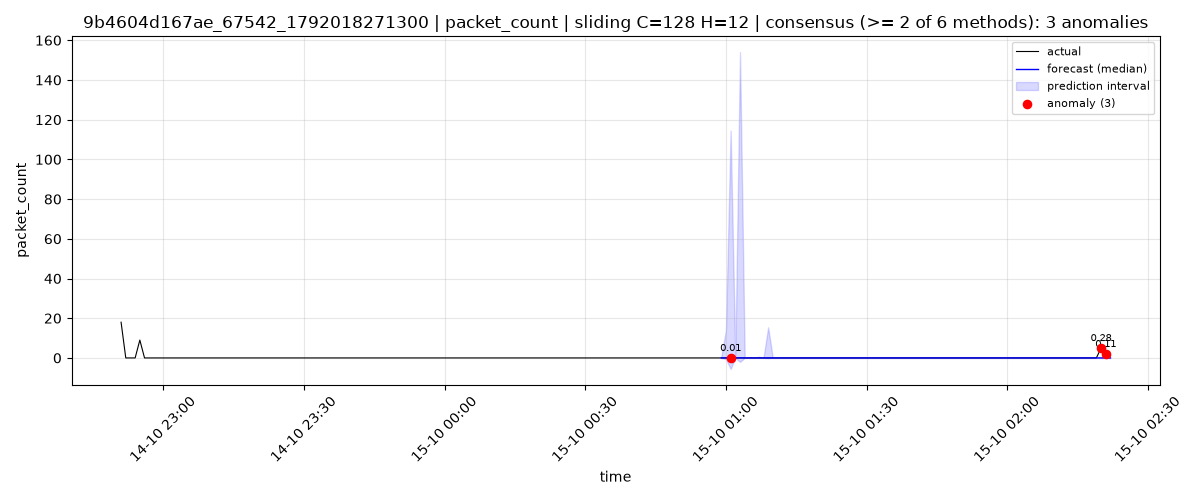 9b4604d167ae_67542_1792018271300 | packet_count | sliding C=128 H=12 | consensus (>= 2 of 6 methods): 3 anomalies
packet_count
160
140
120
100
80
60
40
20
0
actual
forecast (median)
prediction interval
anomaly (3)
0.01
0.28
0.11
14-10 23:00
14-10 23:30
15-10 00:00
15-10 00:30
15-10 01:00
15-10 01:30
15-10 02:00
15-10 02:30
time